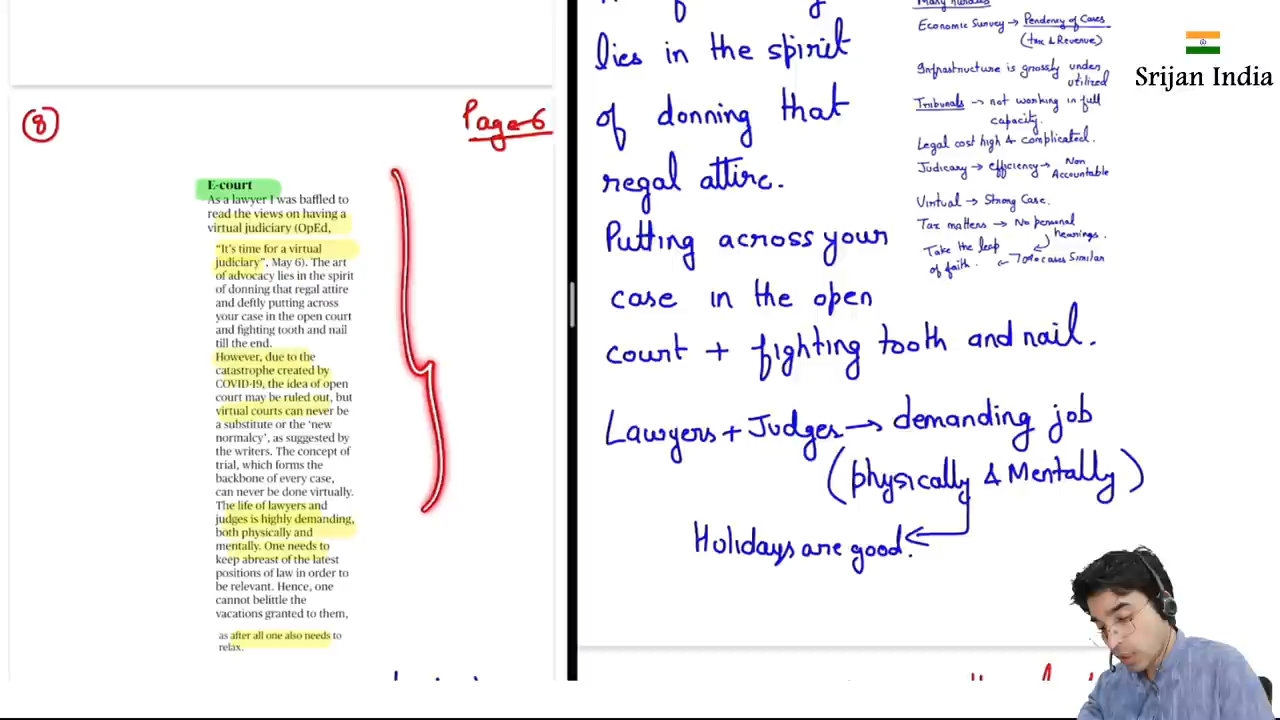 8
Page-6
E-court
As a lawyer I was baffled to
read the views on having a
virtual judiciary (OpEd,
“It’s time for a virtual
judiciary”, May 6). The art
of advocacy lies in the spirit
of donning that regal attire
and deftly putting across
your case in the open court
and fighting tooth and nail
till the end.
However, due to the
catastrophe created by
COVID-19, the idea of open
court may be ruled out, but
virtual courts can never be
a substitute or the ‘new
normalcy’, as suggested by
the writers. The concept of
trial, which forms the
backbone of every case,
can never be done virtually.
The life of lawyers and
judges is highly demanding,
both physically and
mentally. One needs to
keep abreast of the latest
positions of law in order to
be relevant. Hence, one
cannot belittle the
vacations granted to them,
as after all one also needs to
relax.
lies in the spirit
of donning that
regal attire.
Putting across your
case in the open
court + fighting tooth and nail.
Lawyers + Judges → demanding job
(physically & Mentally)
Holidays are good.
Many hurdles
Economic Survey → Pendency of Cases
(tax & Revenue)
Infrastructure is grossly under
utilized
Tribunals → not working in full
capacity.
Legal cost high & complicated.
Judicary → efficiency → Non
Accountable
Virtual → Strong Case.
Tax matters → No personal
hearings.
Take the leap
of faith. ← 70% cases Similar
Srijan India